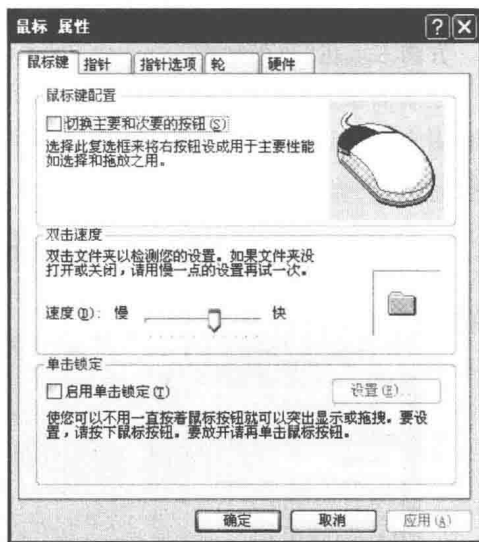 鼠标 属性
鼠标键 指针 指针选项 轮 硬件
鼠标键配置
切换主要和次要的按钮(S)
选择此复选框来将右按钮设成用于主要性能
如选择和拖放之用。
双击速度
双击文件夹以检测您的设置。如果文件夹没
打开或关闭，请用慢一点的设置再试一次。
速度(D): 慢 快
单击锁定
启用单击锁定(T) 设置(E)...
使您可以不用一直按着鼠标按钮就可以突出显示或拖拽。要设
置，请按下鼠标按钮。要放开请再单击鼠标按钮。
确定 取消 应用(A)